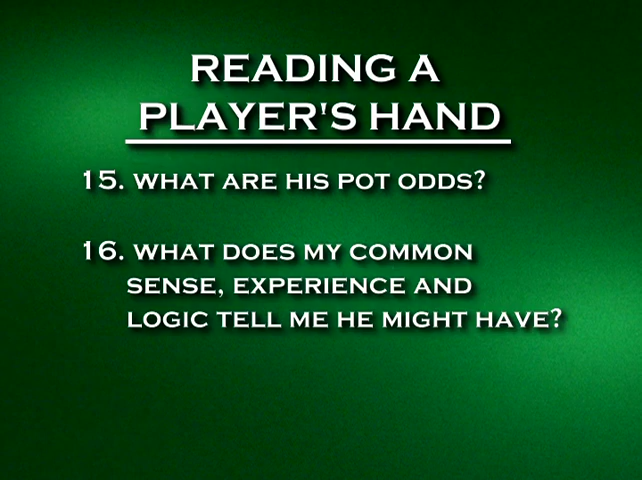 READING A
PLAYER'S HAND
15. WHAT ARE HIS POT ODDS?
16. WHAT DOES MY COMMON
SENSE, EXPERIENCE AND
LOGIC TELL ME HE MIGHT HAVE?